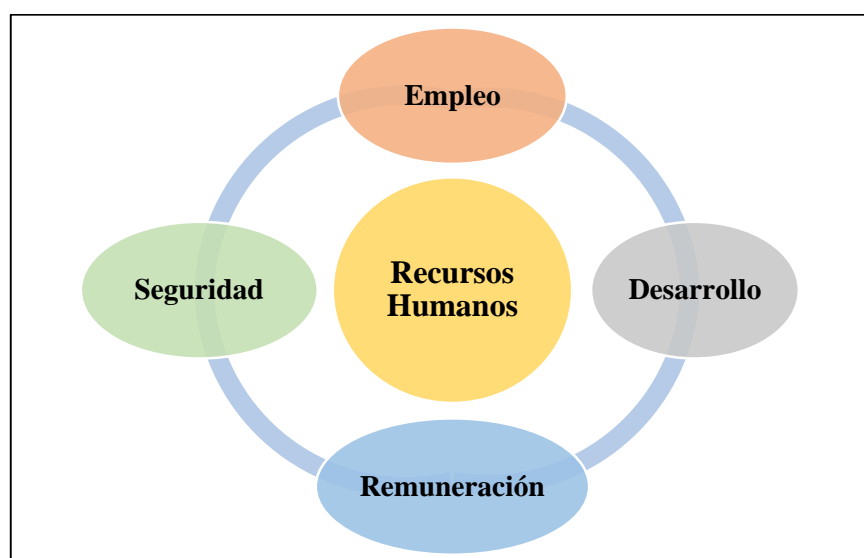 Empleo
Seguridad
Recursos
Humanos
Desarrollo
Remuneración